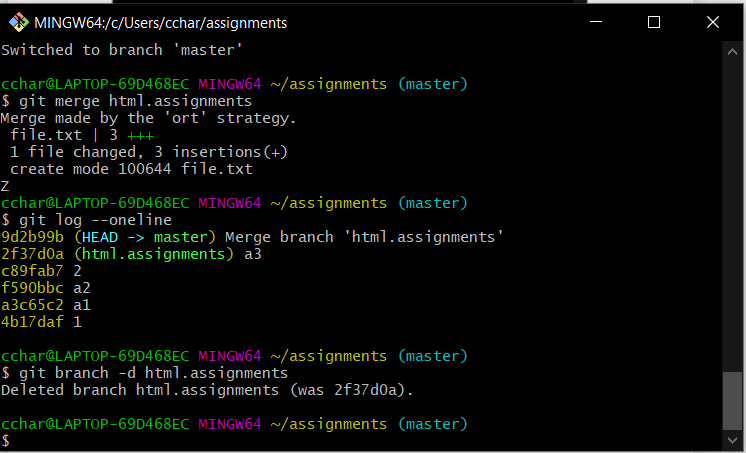 MINGW64:/c/Users/cchar/assignments
Switched to branch 'master'
cchar@LAPTOP-69D468EC MINGW64 ~/assignments (master)
$ git merge html.assignments
Merge made by the 'ort' strategy.
 file.txt | 3 +++
 1 file changed, 3 insertions(+)
 create mode 100644 file.txt
Z
cchar@LAPTOP-69D468EC MINGW64 ~/assignments (master)
$ git log --oneline
9d2b99b (HEAD -> master) Merge branch 'html.assignments'
2f37d0a (html.assignments) a3
c89fab7 2
f590bbc a2
a3c65c2 a1
4b17daf 1
cchar@LAPTOP-69D468EC MINGW64 ~/assignments (master)
$ git branch -d html.assignments
Deleted branch html.assignments (was 2f37d0a).
cchar@LAPTOP-69D468EC MINGW64 ~/assignments (master)
$